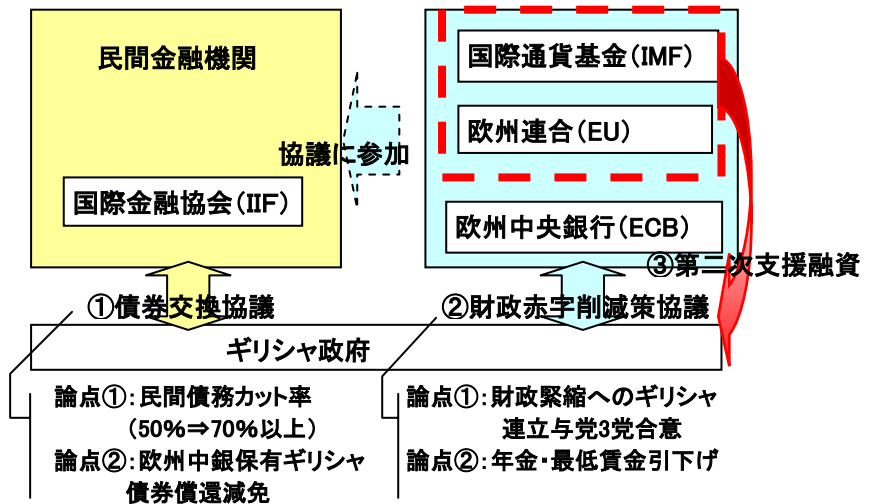 民間金融機関
国際金融協会（IIF）
協議に参加
国際通貨基金（IMF）
欧州連合（EU）
欧州中央銀行（ECB）
③第二次支援融資
①債券交換協議
②財政赤字削減策協議
ギリシャ政府
論点①：民間債務カット率
（50％⇒70％以上）
論点②：欧州中銀保有ギリシャ
債券償還減免
論点①：財政緊縮へのギリシャ
連立与党3党合意
論点②：年金・最低賃金引下げ